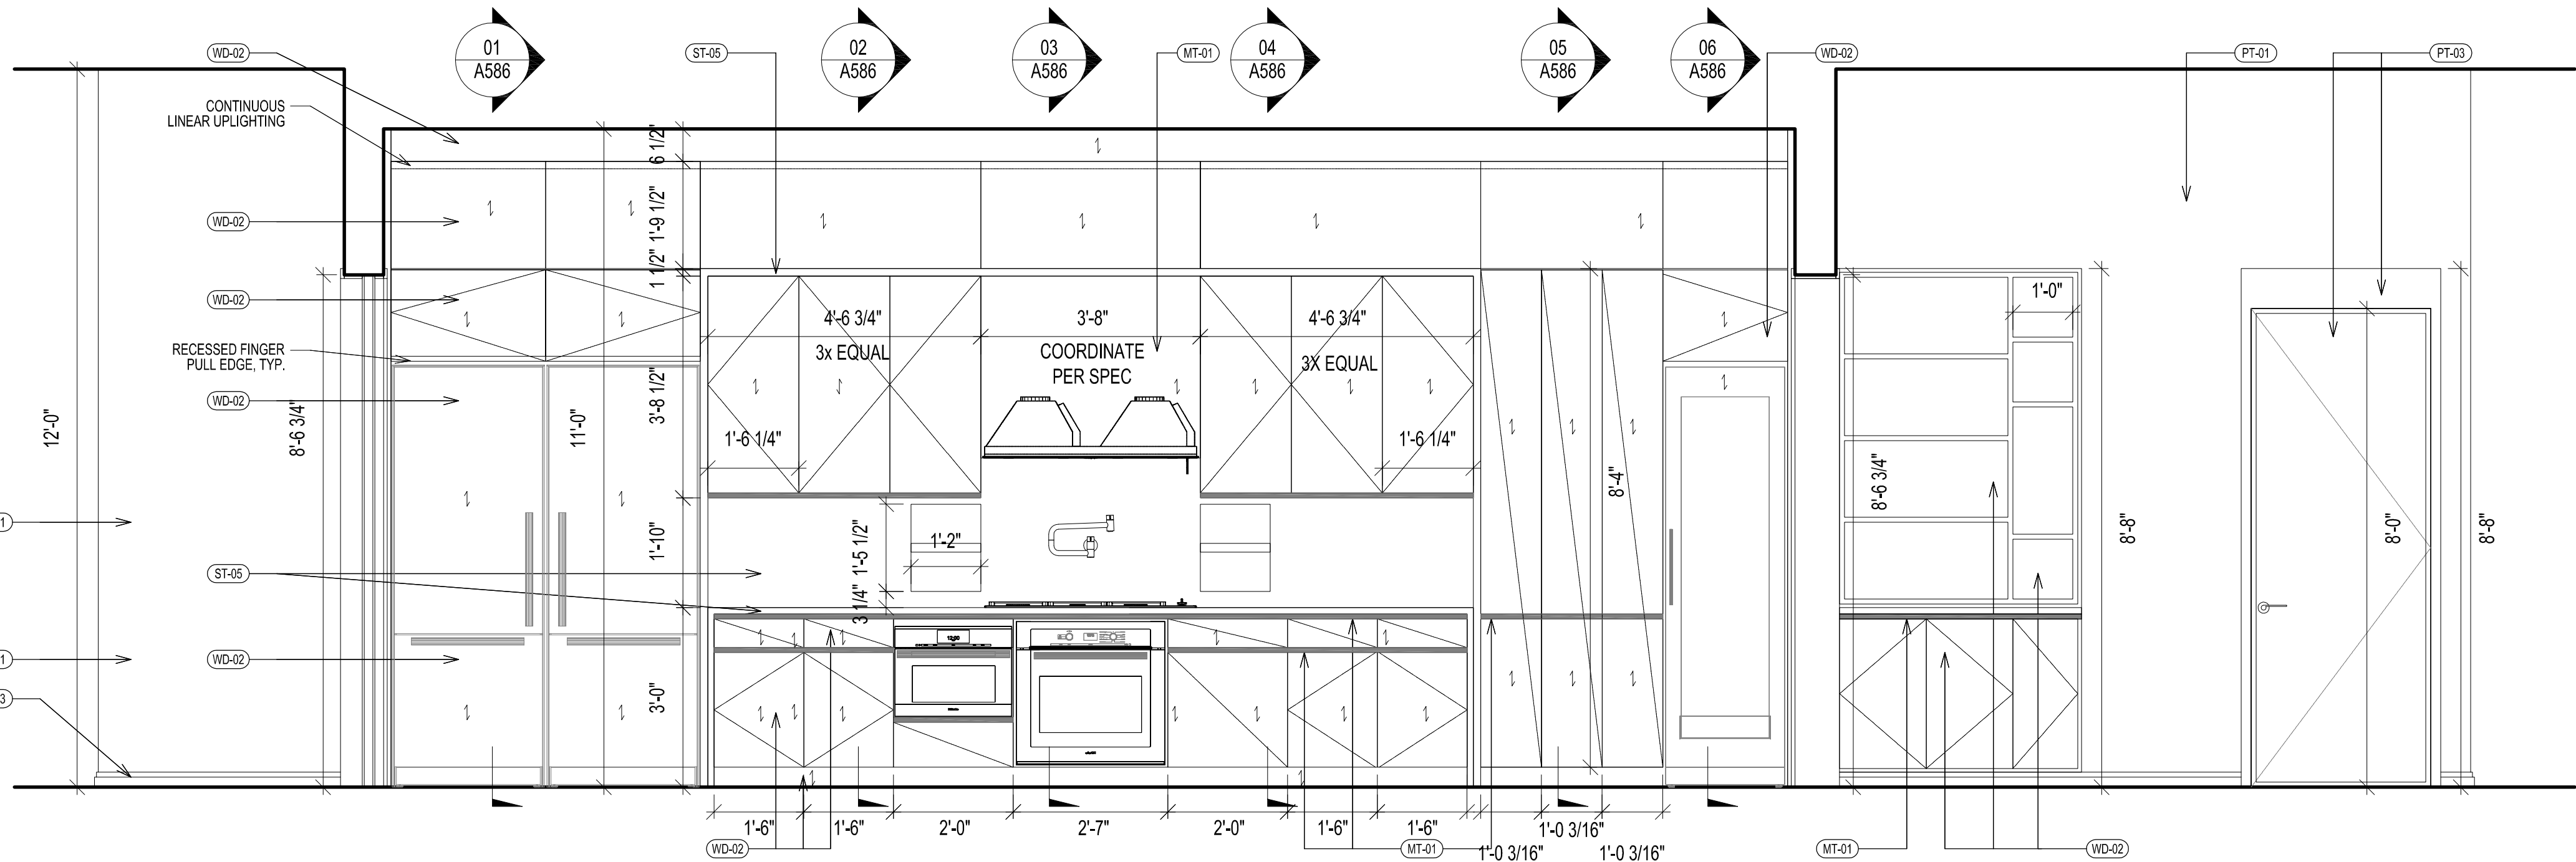 01
A586
02
A586
03
A586
04
A586
05
A586
06
A586
WD-02
ST-05
MT-01
WD-02
PT-01
PT-03
CONTINUOUS
LINEAR UPLIGHTING
6 1/2"
WD-02
1'-9 1/2"
1 1/2"
WD-02
1'-0"
4'-6 3/4"
3'-8"
4'-6 3/4"
RECESSED FINGER
PULL EDGE, TYP.
3x EQUAL
COORDINATE
PER SPEC
3X EQUAL
WD-02
3'-8 1/2"
12'-0"
8'-6 3/4"
11'-0"
1'-6 1/4"
1'-6 1/4"
8'-4"
8'-6 3/4"
8'-8"
8'-0"
8'-8"
1
1'-10"
1'-5 1/2"
1'-2"
ST-05
3 1/4"
12:00
1
WD-02
3
3'-0"
1'-6"
1'-6"
2'-0"
2'-7"
2'-0"
1'-6"
1'-6"
1'-0 3/16"
WD-02
MT-01
1'-0 3/16"
1'-0 3/16"
MT-01
WD-02